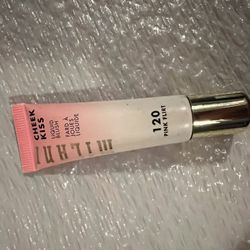 CHEEK
KISS
LIQUID
BLUSH
FARD À
JOUES
LIQUIDE
MILANI
120
PINK FLIRT